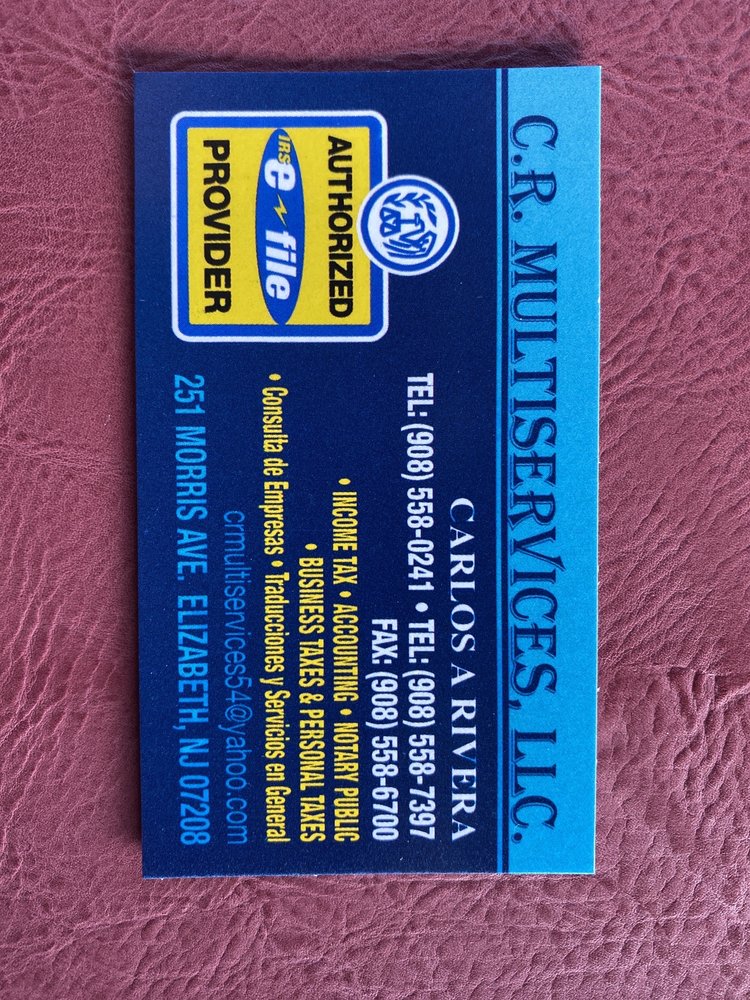 C.R. MULTISERVICES, LLC.
AUTHORIZED
IRS
e file
PROVIDER
CARLOS A RIVERA
TEL: (908) 558-0241 • TEL: (908) 558-7397
FAX: (908) 558-6700
• INCOME TAX • ACCOUNTING • NOTARY PUBLIC
• BUSINESS TAXES & PERSONAL TAXES
• Consulta de Empresas • Traducciones y Servicios en General
crmultiservices54@yahoo.com
251 MORRIS AVE. ELIZABETH, NJ 07208